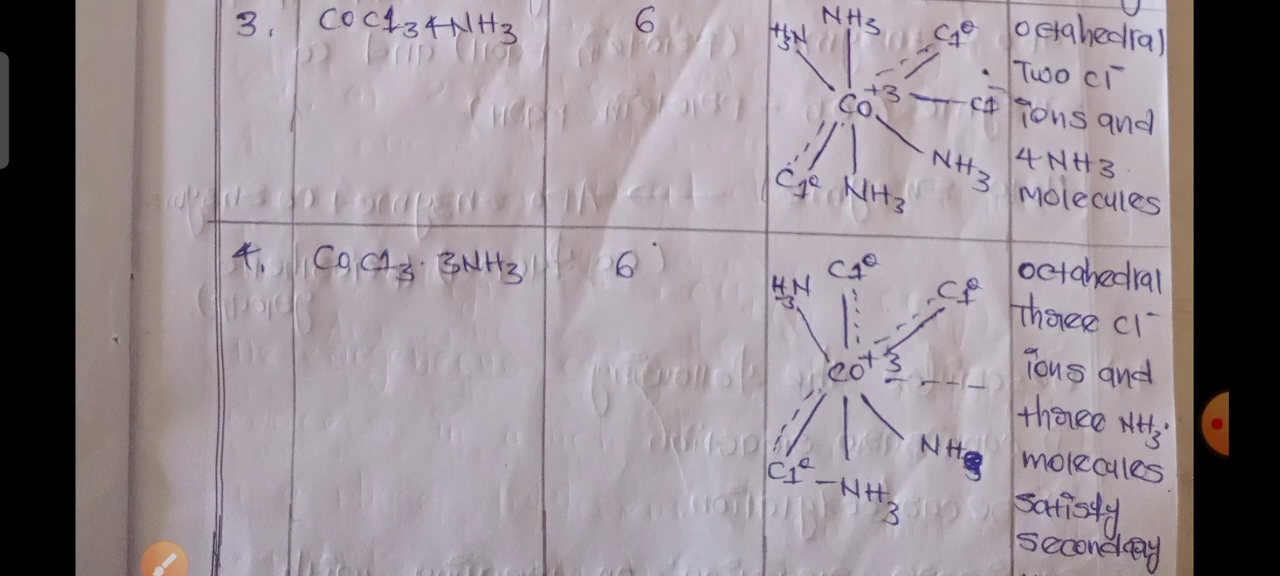 3. CoCl3 4NH3 6
NH3
H3N Cl⊖
Co +3 Cl-
NH3
Cl⊖ NH3
octahedral
Two cl-
ions and
4 NH3
molecules
4. CoCl3. 3NH3 6
Cl⊖
H3N Cl⊖
Co+3
NH3
Cl⊖ NH3
octahedral
three cl-
ions and
three NH3.
molecules
satisfy